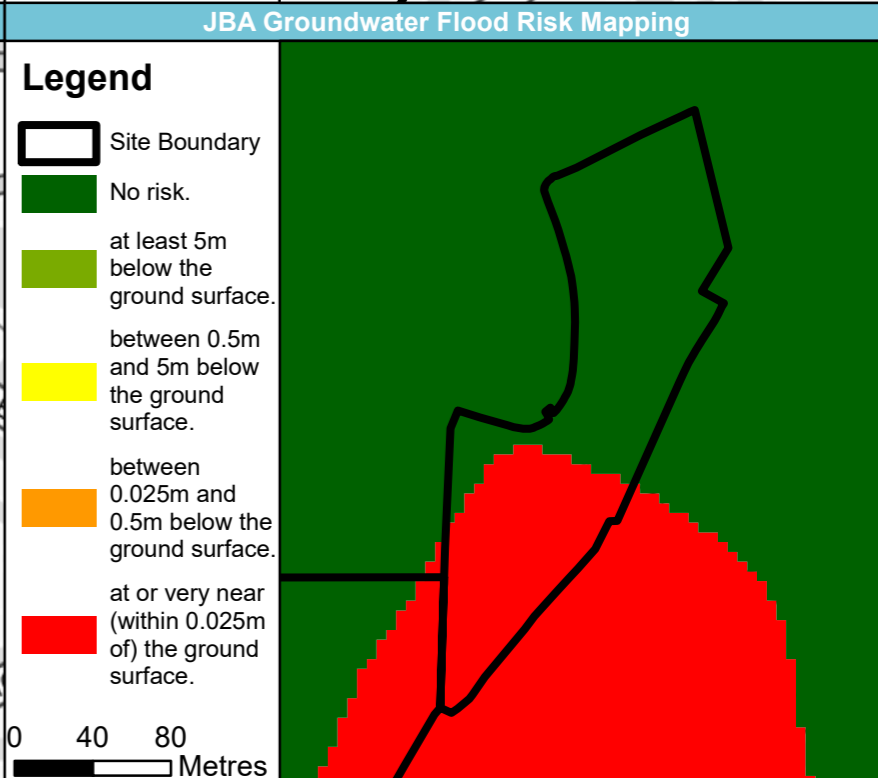 JBA Groundwater Flood Risk Mapping
Legend
Site Boundary
No risk.
at least 5m
below the
ground surface.
between 0.5m
and 5m below
the ground
surface.
between
0.025m and
0.5m below the
ground surface.
at or very near
(within 0.025m
of) the ground
surface.
0 40 80
Metres